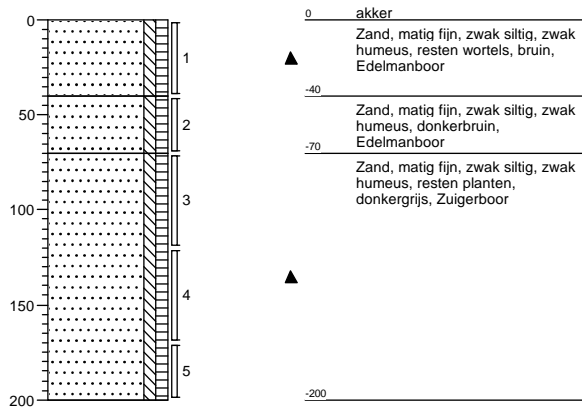 0
50
100
150
200
1
2
3
4
5
0 akker
Zand, matig fijn, zwak siltig, zwak
humeus, resten wortels, bruin,
Edelmanboor
-40
Zand, matig fijn, zwak siltig, zwak
humeus, donkerbruin,
Edelmanboor
-70
Zand, matig fijn, zwak siltig, zwak
humeus, resten planten,
donkergrijs, Zuigerboor
-200